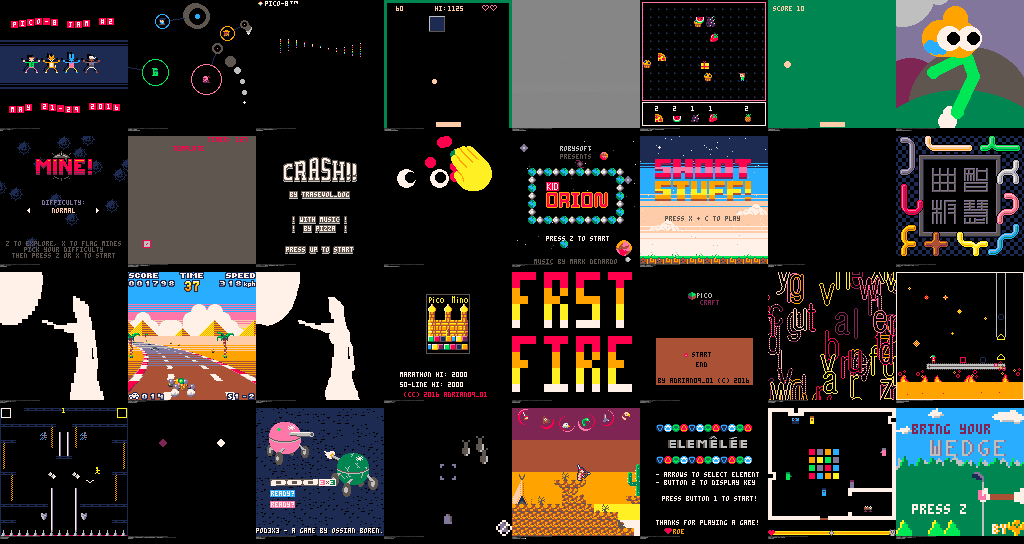 PICO-8 JAM #2
MAY 21-29 2016
PICO-8™
60 HI:1125
2 2 1 1 2
SCORE 10
MINE!
DIFFICULTY:
NORMAL
Z TO EXPLORE, X TO FLAG MINES
PICK YOUR DIFFICULTY
THEN PRESS Z OR X TO START
CRASH!!
BY TRASEVOL_DOG
WITH MUSIC
BY PIZZA
PRESS UP TO START
ROBYSOFT
PRESENTS
KID
ORION
PRESS Z TO START
MUSIC BY MARK DENARDO
SHOOT
STUFF!
PRESS X + C TO PLAY
SCORE TIME SPEED
001798 37 318 kph
Pico Mino
MARATHON HI: 2000
50-LINE HI: 2000
(CC) 2016 ADRIANO9_01
FAST
FIRE
PICO
CRAFT
START
END
BY ADRIANO9_01 (C) 2016
1
POD3X3
READY?
READY?
POD3X3 - A GAME BY OSSIAN BOREN.
ELEMÊLÉE
- ARROWS TO SELECT ELEMENT
- BUTTON 2 TO DISPLAY KEY
PRESS BUTTON 1 TO START!
THANKS FOR PLAYING A GAME!
♥ROE
BRING YOUR
WEDGE
PRESS Z
BY